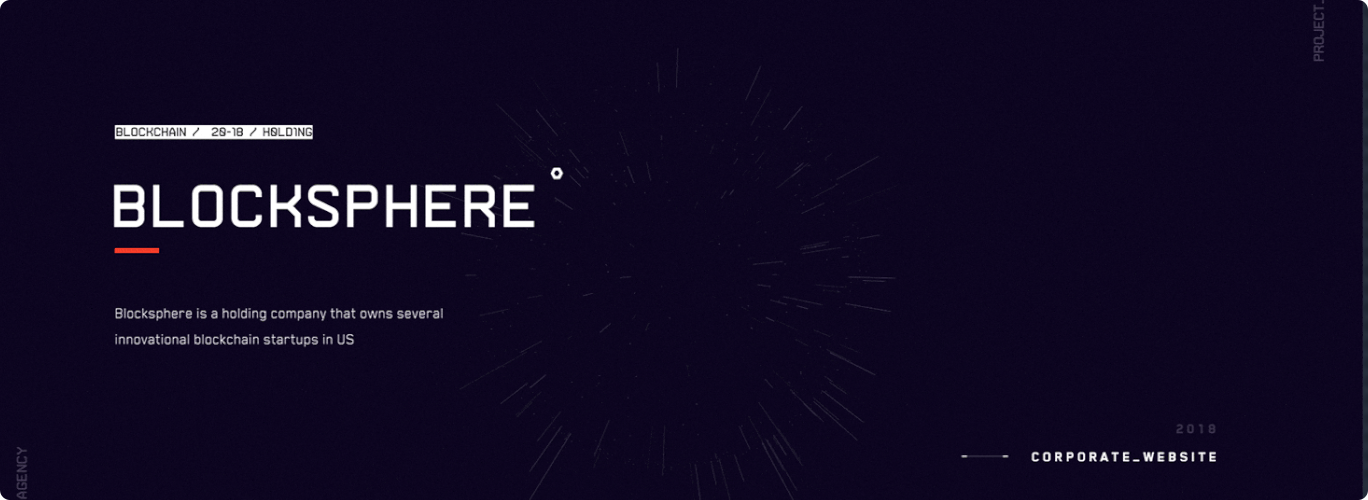 PROJECT_
BLOCKCHAIN / 20-18 / HOLDING
BLOCKSPHERE
Blocksphere is a holding company that owns several
innovational blockchain startups in US
2018
CORPORATE_WEBSITE
AGENCY